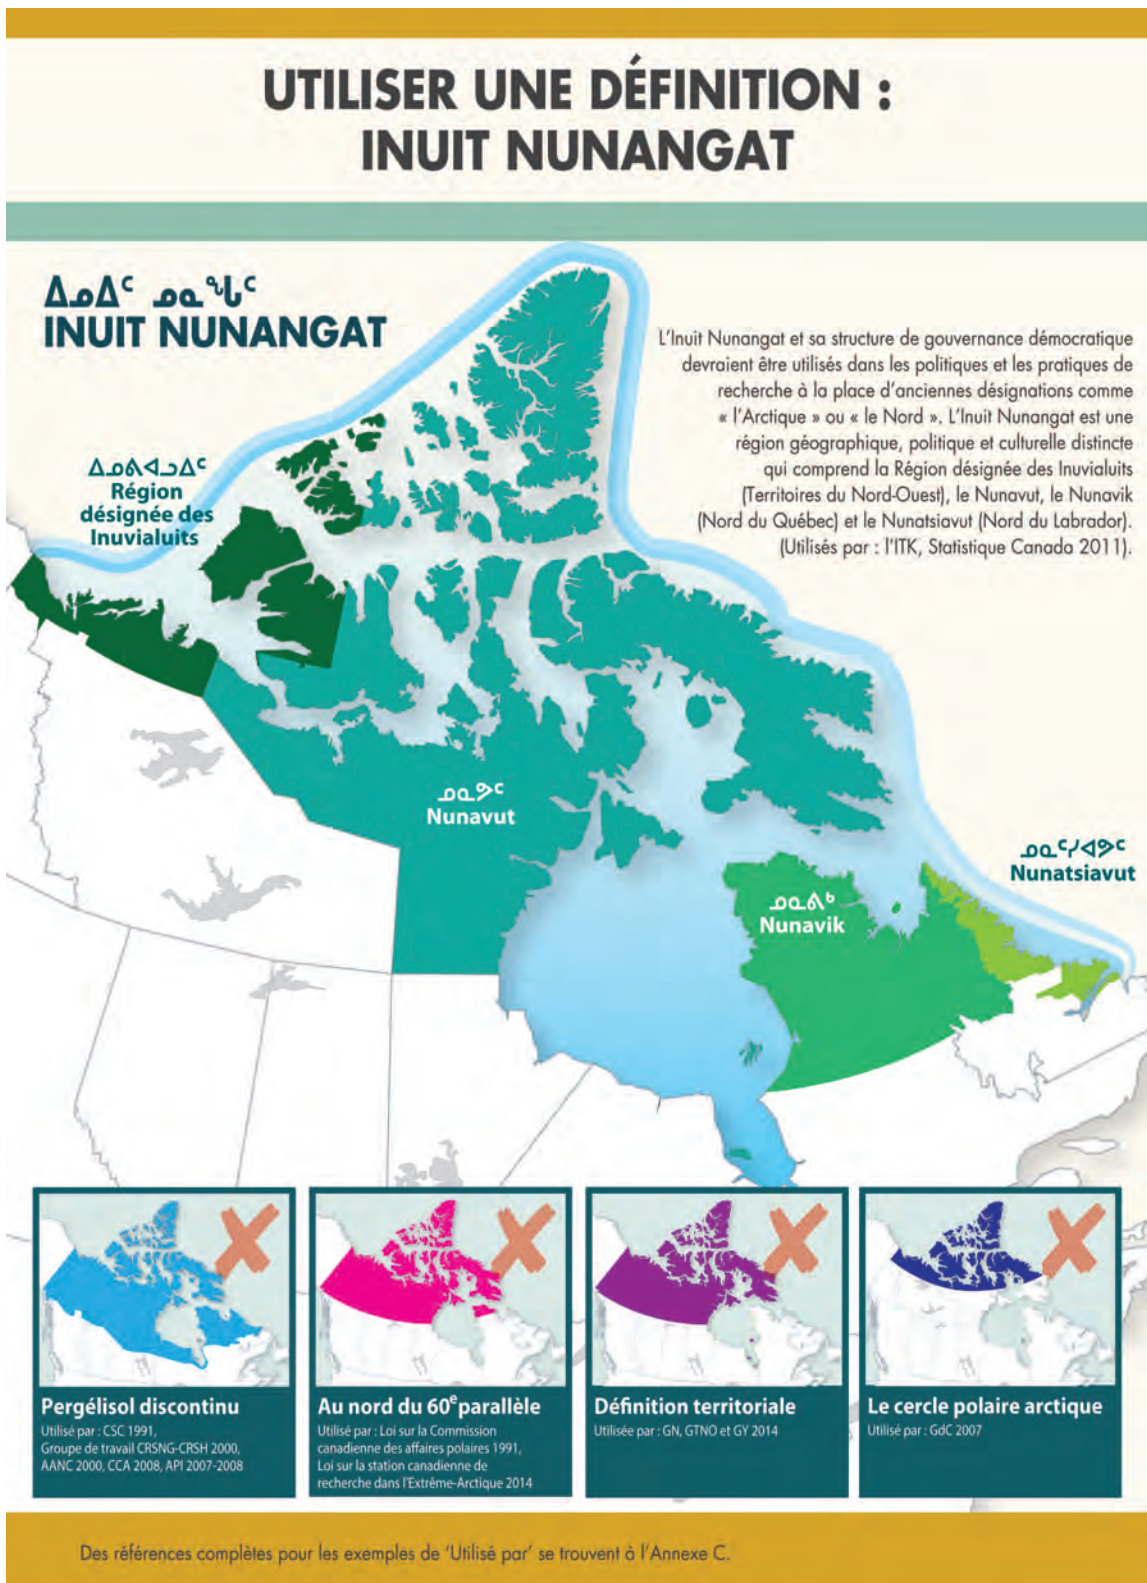 UTILISER UNE DÉFINITION :
INUIT NUNANGAT
ᐃᓄᐃᑦ ᓄᓇᖓᑦ
INUIT NUNANGAT
L'Inuit Nunangat et sa structure de gouvernance démocratique
devraient être utilisés dans les politiques et les pratiques de
recherche à la place d'anciennes désignations comme
« l'Arctique » ou « le Nord ». L'Inuit Nunangat est une
région géographique, politique et culturelle distincte
qui comprend la Région désignée des Inuvialuits
(Territoires du Nord-Ouest), le Nunavut, le Nunavik
(Nord du Québec) et le Nunatsiavut (Nord du Labrador).
(Utilisés par : l'ITK, Statistique Canada 2011).
ᐃᓄᕕᐊᓗᐃᑦ
Région
désignée des
Inuvialuits
ᓄᓇᕗᑦ
Nunavut
ᓄᓇᑦᓯᐊᕗᑦ
Nunatsiavut
ᓄᓇᕕᒃ
Nunavik
Pergélisol discontinu
Utilisé par : CSC 1991,
Groupe de travail CRSNG-CRSH 2000,
AANC 2000, CCA 2008, API 2007-2008
Au nord du 60e parallèle
Utilisé par : Loi sur la Commission
canadienne des affaires polaires 1991,
Loi sur la station canadienne de
recherche dans l'Extrême-Arctique 2014
Définition territoriale
Utilisée par : GN, GTNO et GY 2014
Le cercle polaire arctique
Utilisé par : GdC 2007
Des références complètes pour les exemples de 'Utilisé par' se trouvent à l'Annexe C.